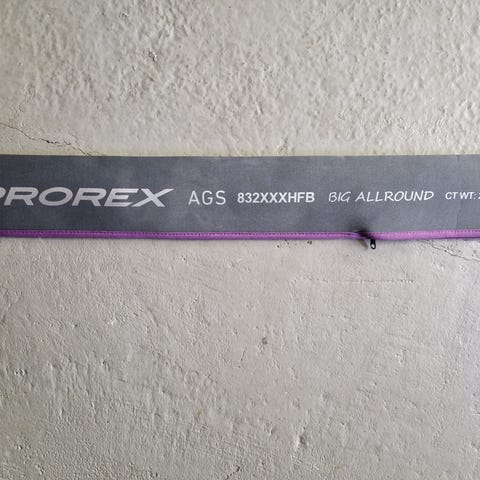 PROREX AGS 832XXXHFB BIG ALLROUND CT WT: